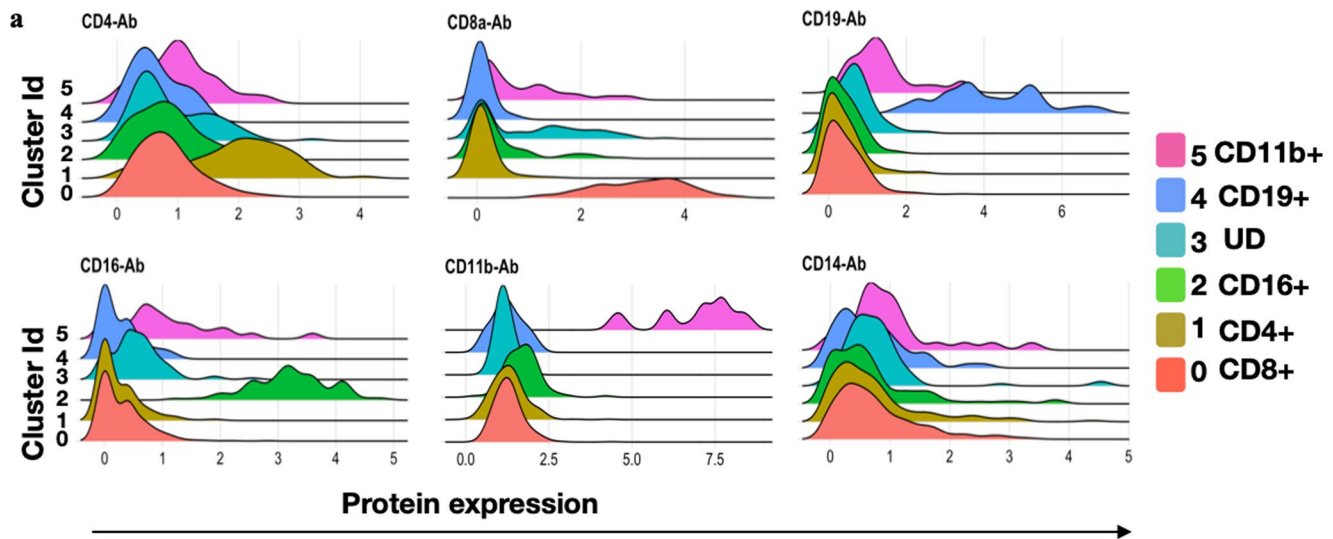 a
CD4-Ab
CD8a-Ab
CD19-Ab
Cluster Id
5
4
3
2
1
0
0 1 2 3 4
0 2 4
0 2 4 6
CD16-Ab
CD11b-Ab
CD14-Ab
Cluster Id
5
4
3
2
1
0
0 1 2 3 4 5
0.0 2.5 5.0 7.5
0 1 2 3 4 5
Protein expression
5 CD11b+
4 CD19+
3 UD
2 CD16+
1 CD4+
0 CD8+